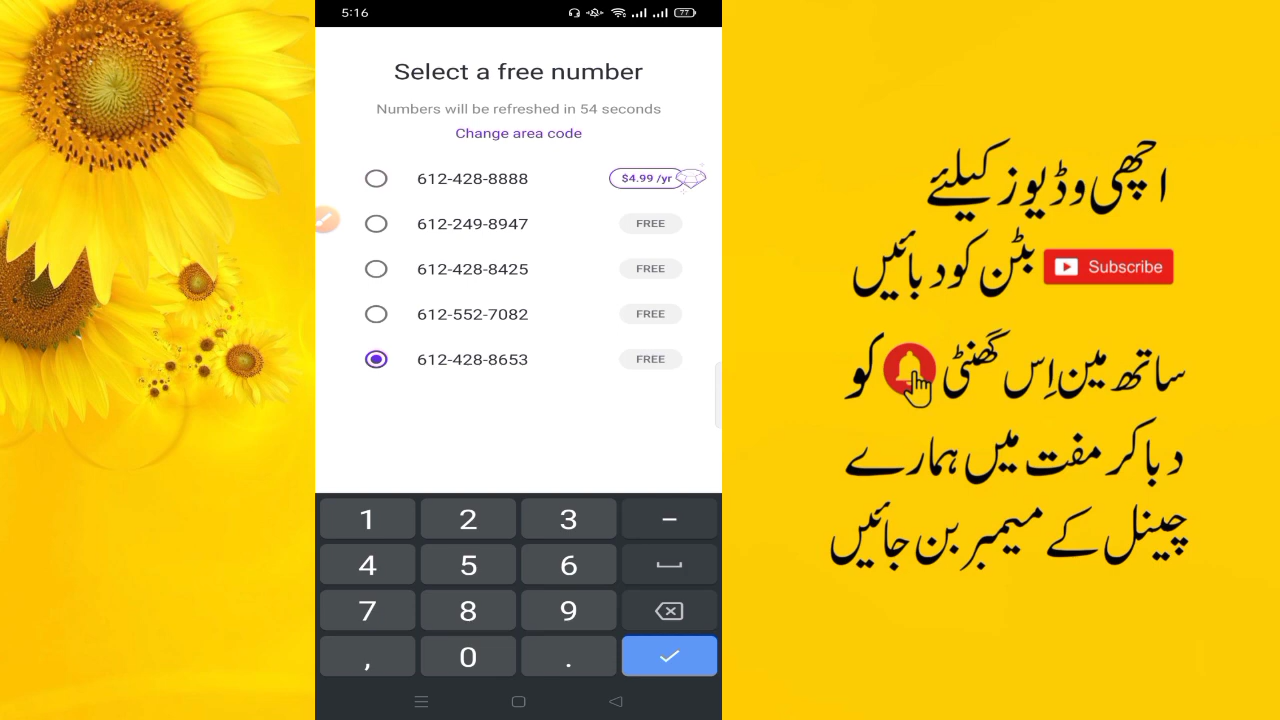 5:16
77
Select a free number
Numbers will be refreshed in 54 seconds
Change area code
612-428-8888 $4.99 /yr
612-249-8947 FREE
612-428-8425 FREE
612-552-7082 FREE
612-428-8653 FREE
1 2 3 –
4 5 6
7 8 9
, 0 .
اچھی وڈیوز کیلئے
Subscribe بٹن کو دبائیں
ساتھ مین اِس گھنٹی کو
دبا کر مفت میں ہمارے
چینل کے میمبر بن جائیں